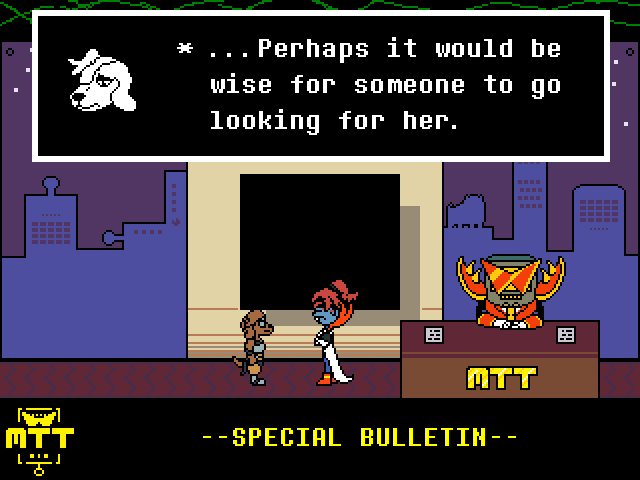 * ...Perhaps it would be
wise for someone to go
looking for her.
MTT
MTT
--SPECIAL BULLETIN--